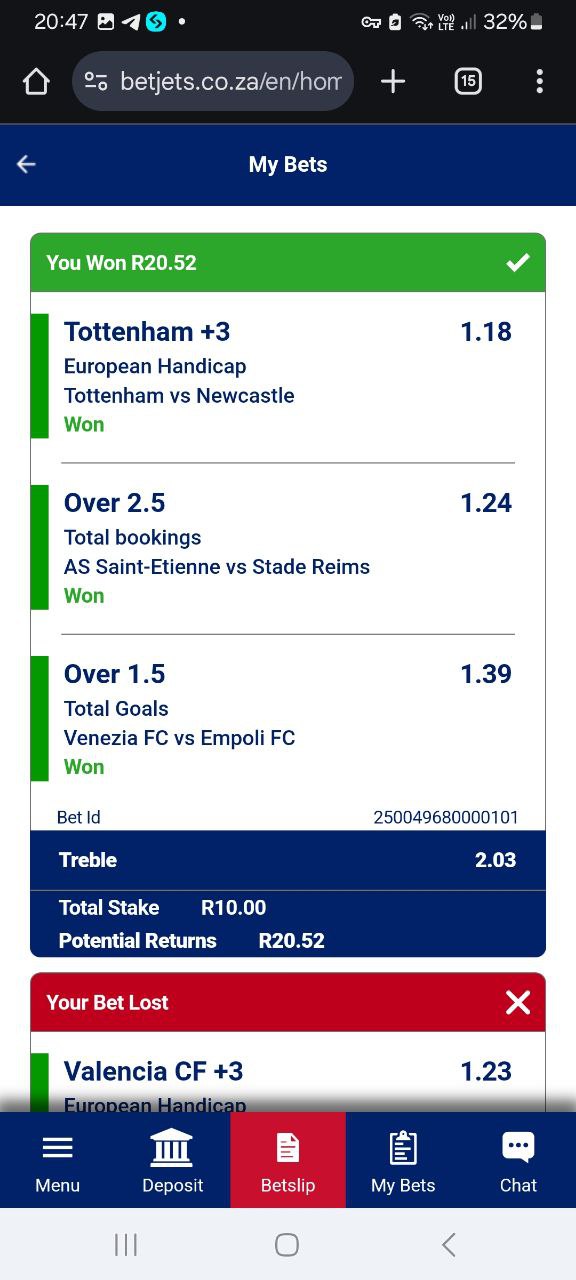 20:47
Vo))
LTE
32%
betjets.co.za/en/hom
15
My Bets
You Won R20.52
Tottenham +3 1.18
European Handicap
Tottenham vs Newcastle
Won
Over 2.5 1.24
Total bookings
AS Saint-Etienne vs Stade Reims
Won
Over 1.5 1.39
Total Goals
Venezia FC vs Empoli FC
Won
Bet Id 250049680000101
Treble 2.03
Total Stake R10.00
Potential Returns R20.52
Your Bet Lost
Valencia CF +3 1.23
European Handicap
Menu Deposit Betslip My Bets Chat